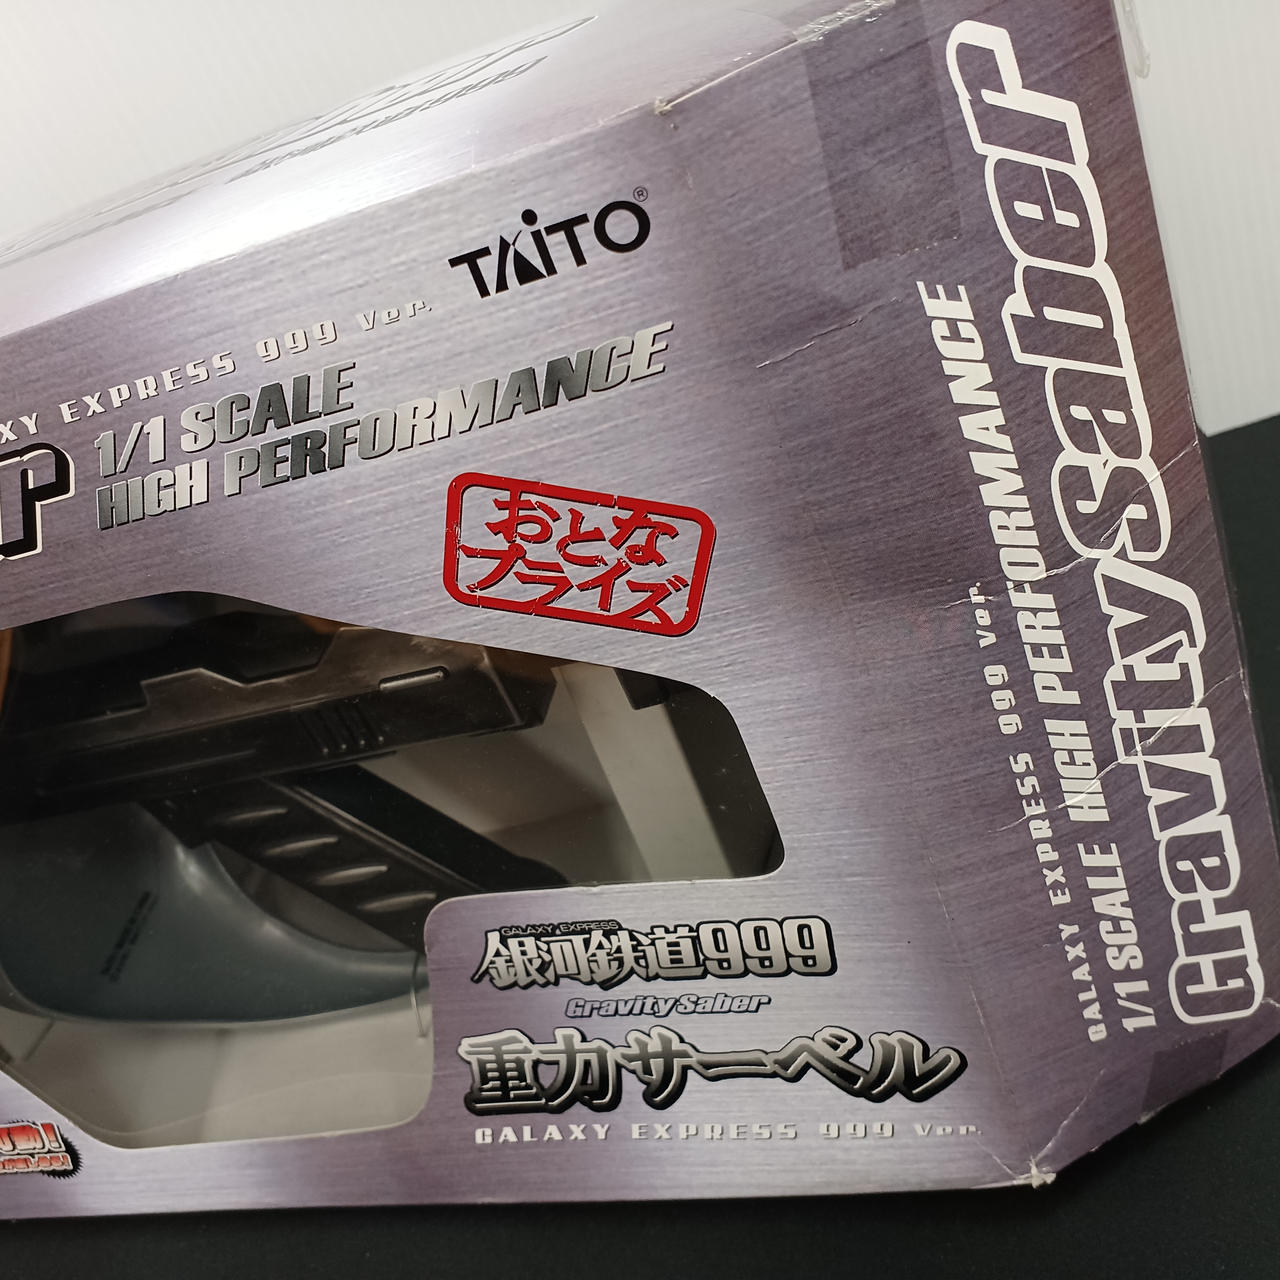 TAITO®
EXPRESS 999 Ver.
1/1 SCALE
HIGH PERFORMANCE
おとな
プライズ
GALAXY EXPRESS
銀河鉄道999
Gravity Saber
重力サーベル
GALAXY EXPRESS 999 Ver.
Gravity Saber
1/1 SCALE HIGH PERFORMANCE
GALAXY EXPRESS 999 Ver.